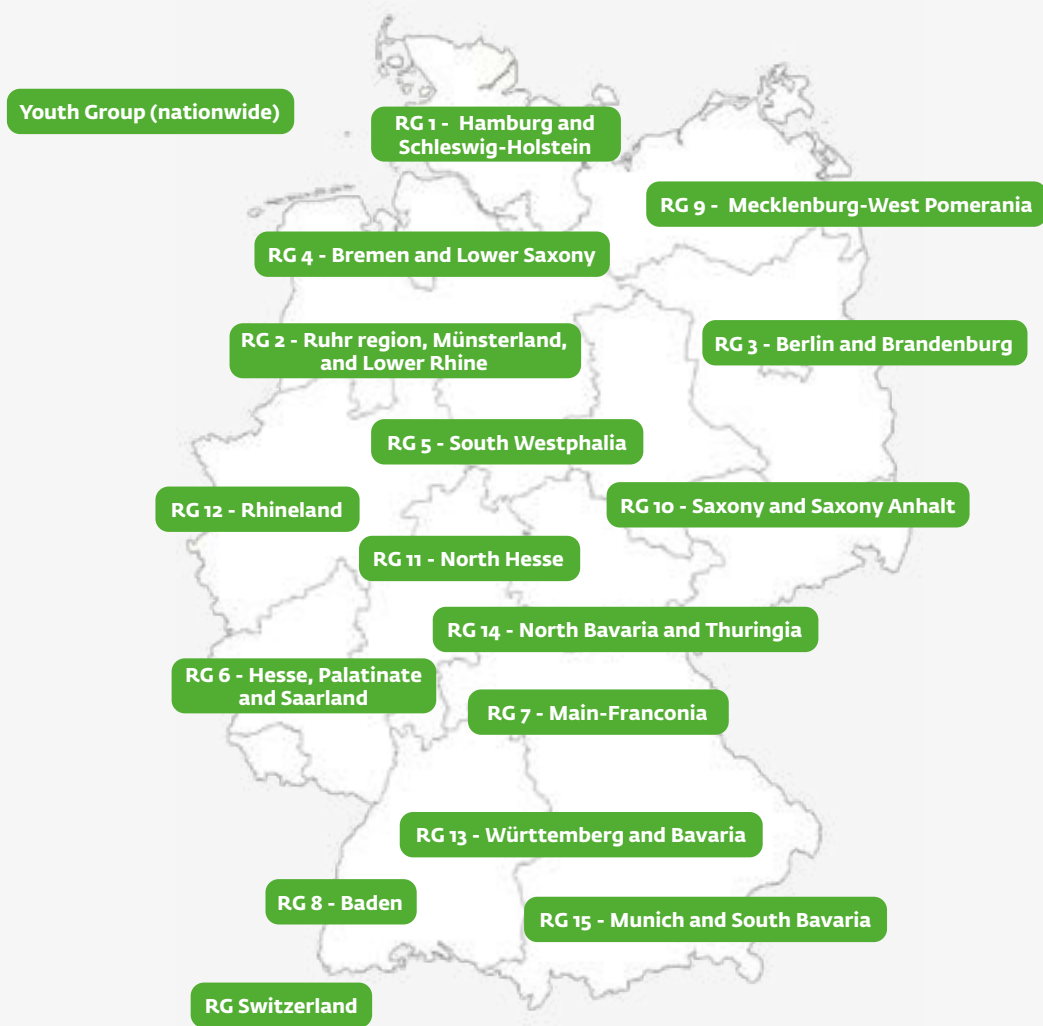 Youth Group (nationwide)
RG 1 - Hamburg and
Schleswig-Holstein
RG 9 - Mecklenburg-West Pomerania
RG 4 - Bremen and Lower Saxony
RG 2 - Ruhr region, Münsterland,
and Lower Rhine
RG 3 - Berlin and Brandenburg
RG 5 - South Westphalia
RG 12 - Rhineland
RG 10 - Saxony and Saxony Anhalt
RG 11 - North Hesse
RG 14 - North Bavaria and Thuringia
RG 6 - Hesse, Palatinate
and Saarland
RG 7 - Main-Franconia
RG 13 - Württemberg and Bavaria
RG 8 - Baden
RG 15 - Munich and South Bavaria
RG Switzerland